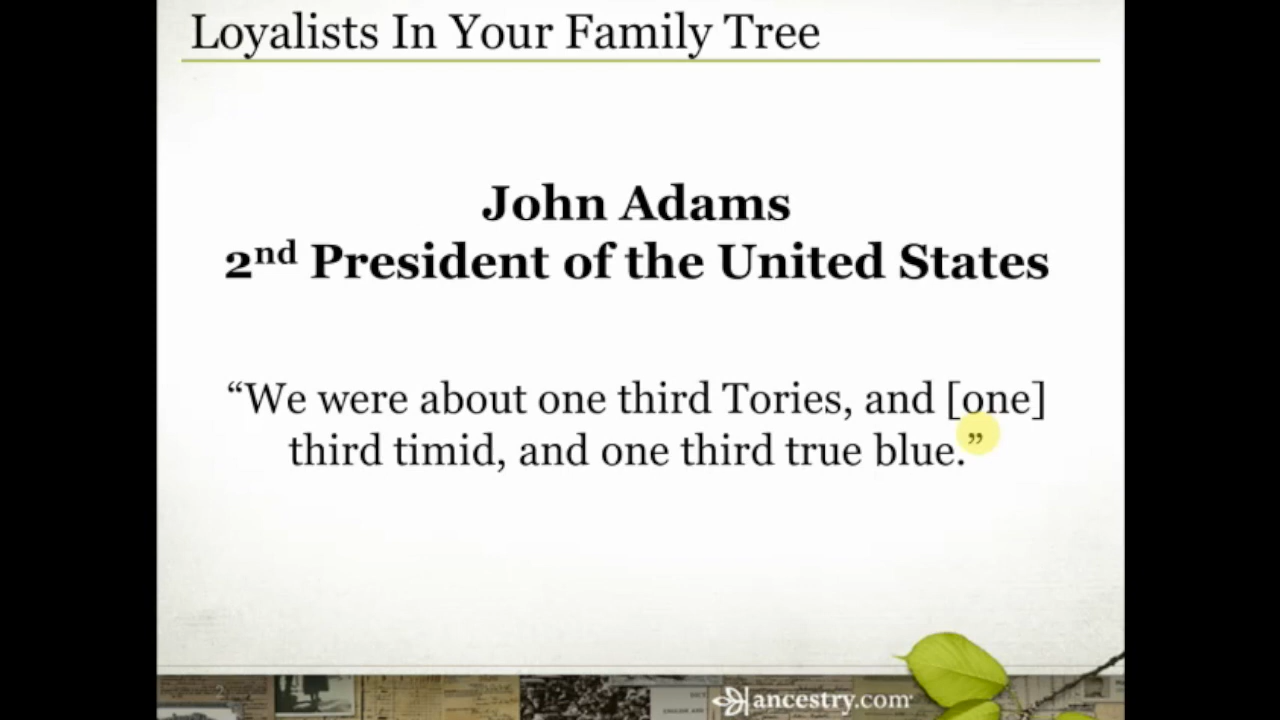 Loyalists In Your Family Tree
John Adams
2nd President of the United States
“We were about one third Tories, and [one]
third timid, and one third true blue.”
2
ancestry.com